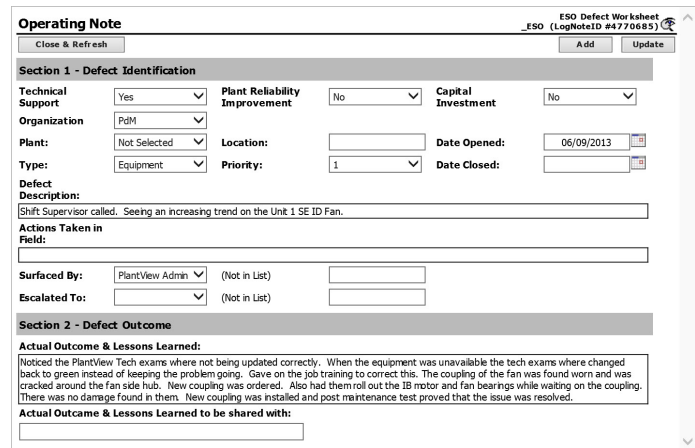 Operating Note
ESO Defect Worksheet
_ESO (LogNoteID #4770685)
Close & Refresh Add Update
Section 1 - Defect Identification
Technical Support Yes Plant Reliability Improvement No Capital Investment No
Organization PdM
Plant: Not Selected Location: Date Opened: 06/09/2013
Type: Equipment Priority: 1 Date Closed:
Defect
Description:
Shift Supervisor called. Seeing an increasing trend on the Unit 1 SE ID Fan.
Actions Taken in
Field:
Surfaced By: PlantView Admin (Not in List)
Escalated To: (Not in List)
Section 2 - Defect Outcome
Actual Outcome & Lessons Learned:
Noticed the PlantView Tech exams where not being updated correctly. When the equipment was unavailable the tech exams where changed
back to green instead of keeping the problem going. Gave on the job training to correct this. The coupling of the fan was found worn and was
cracked around the fan side hub. New coupling was ordered. Also had them roll out the IB motor and fan bearings while waiting on the coupling.
There was no damage found in them. New coupling was installed and post maintenance test proved that the issue was resolved.
Actual Outcame & Lessons Learned to be shared with: